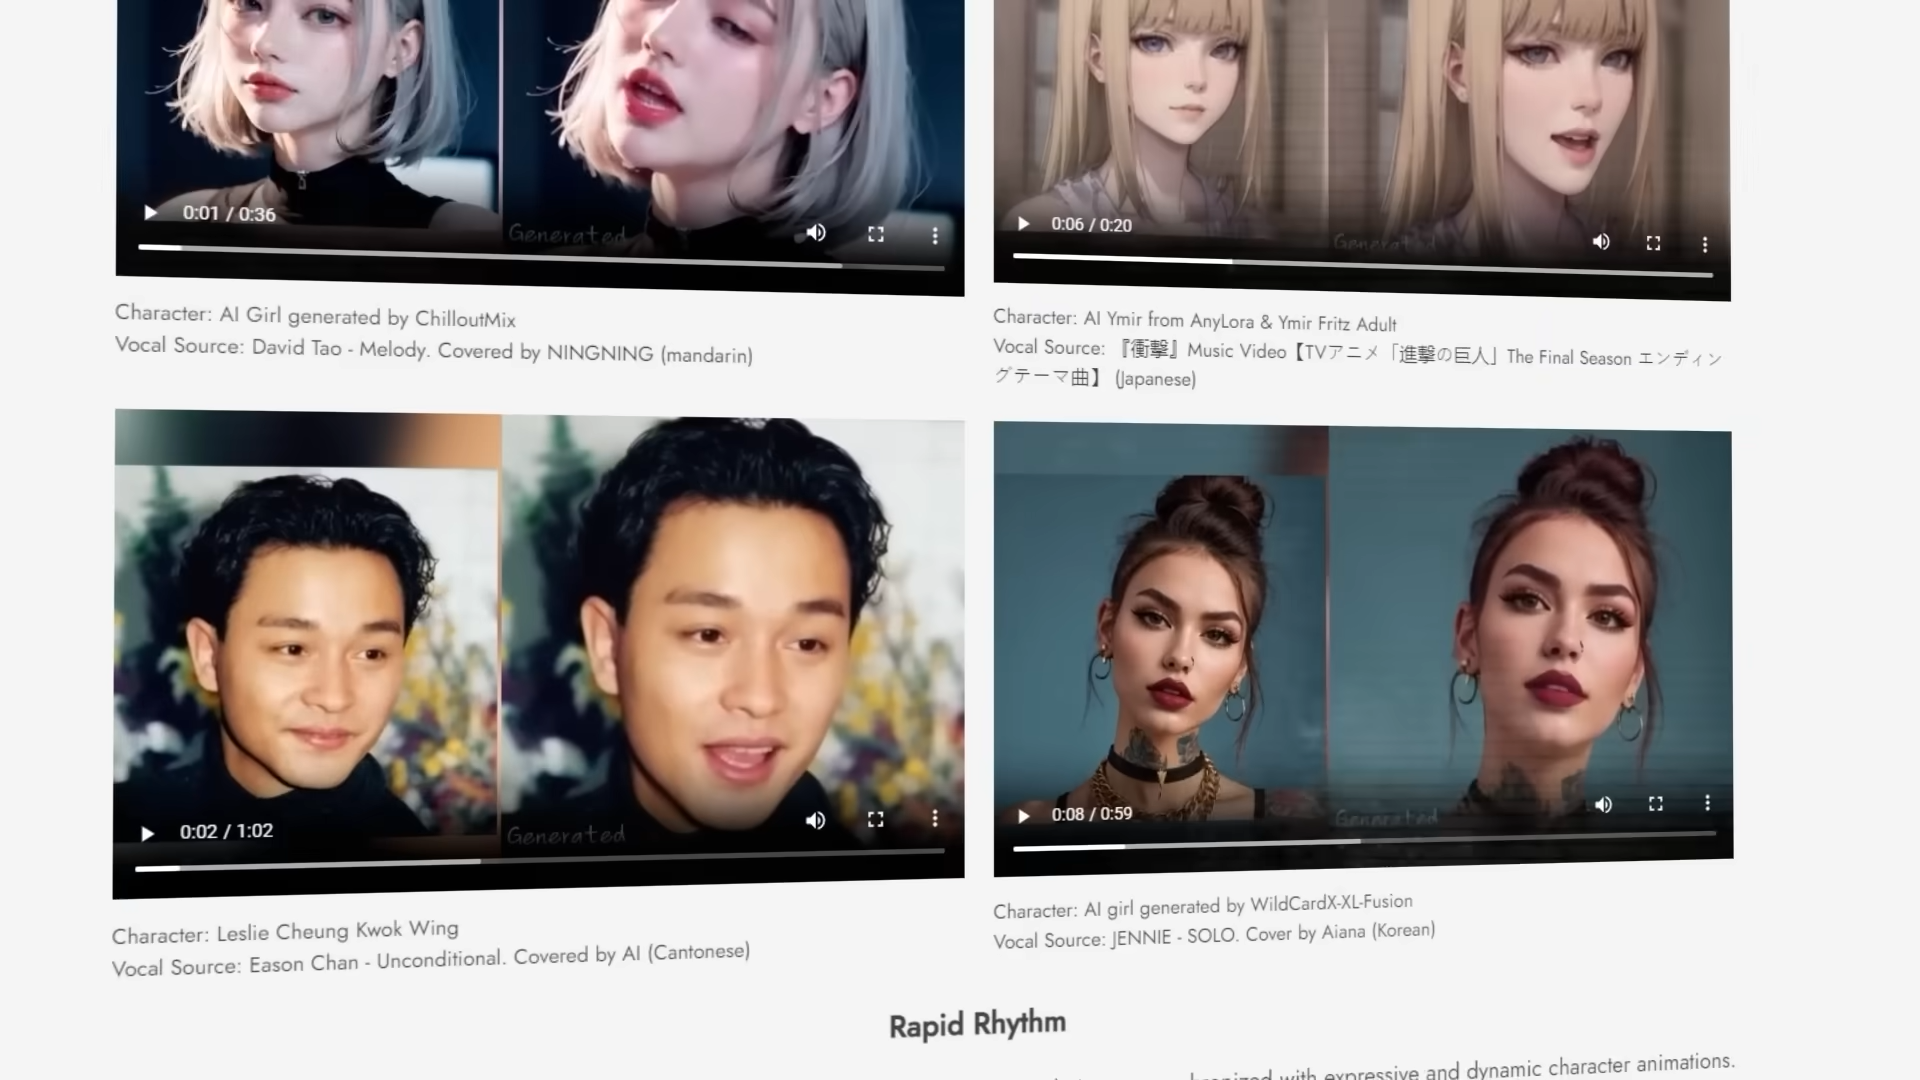 0:01 / 0:36
Generated
Character: AI Girl generated by ChilloutMix
Vocal Source: David Tao - Melody. Covered by NINGNING (mandarin)
0:06 / 0:20
Generated
Character: AI Ymir from AnyLora & Ymir Fritz Adult
Vocal Source: 『衝撃』Music Video【TVアニメ「進撃の巨人」The Final Season エンディン
グテーマ曲】 (Japanese)
0:02 / 1:02
Generated
Character: Leslie Cheung Kwok Wing
Vocal Source: Eason Chan - Unconditional. Covered by AI (Cantonese)
0:08 / 0:59
Generated
Character: AI girl generated by WildCardX-XL-Fusion
Vocal Source: JENNIE - SOLO. Cover by Aiana (Korean)
Rapid Rhythm
with expressive and dynamic character animations.